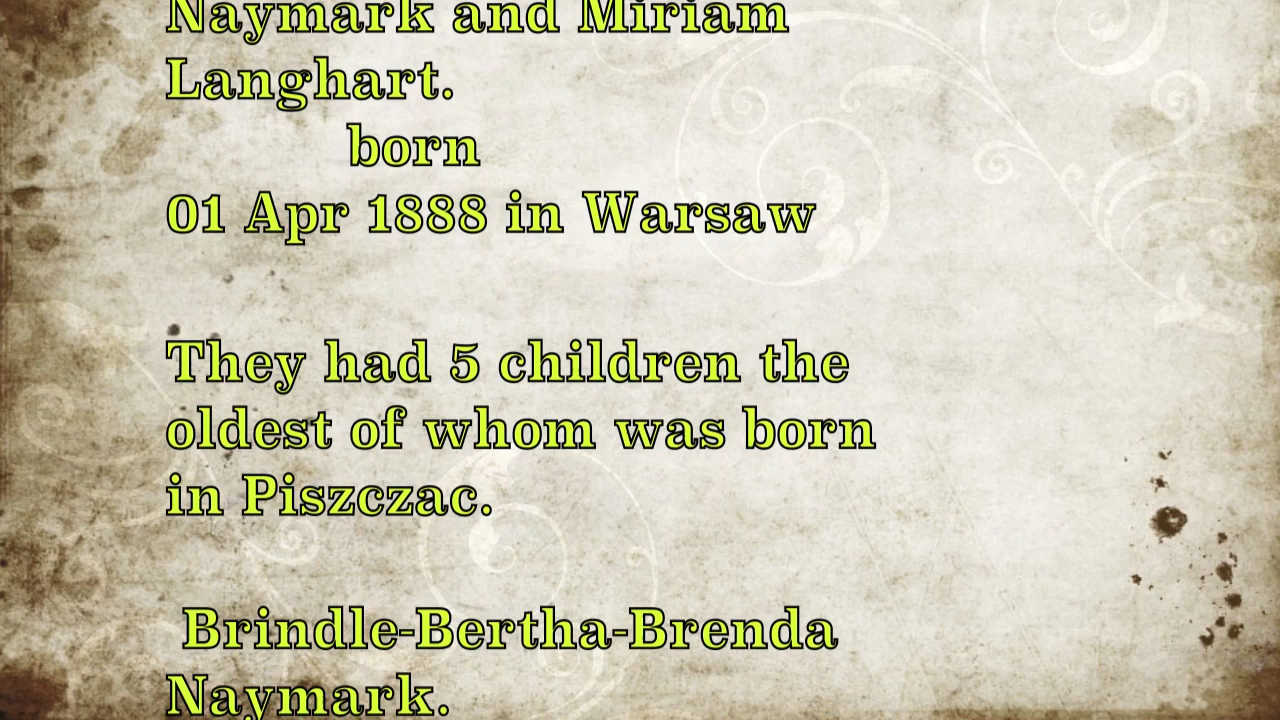 Naymark and Miriam
Langhart.
born
01 Apr 1888 in Warsaw
They had 5 children the
oldest of whom was born
in Piszczac.
Brindle-Bertha-Brenda
Naymark.